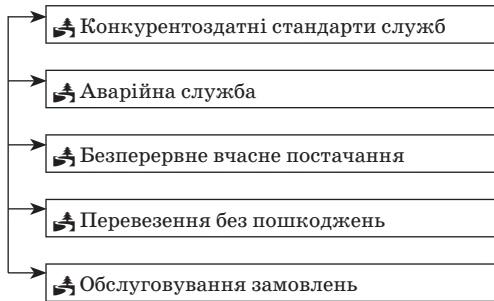 Конкурентоздатні стандарти служб
Аварійна служба
Безперервне вчасне постачання
Перевезення без пошкоджень
Обслуговування замовлень